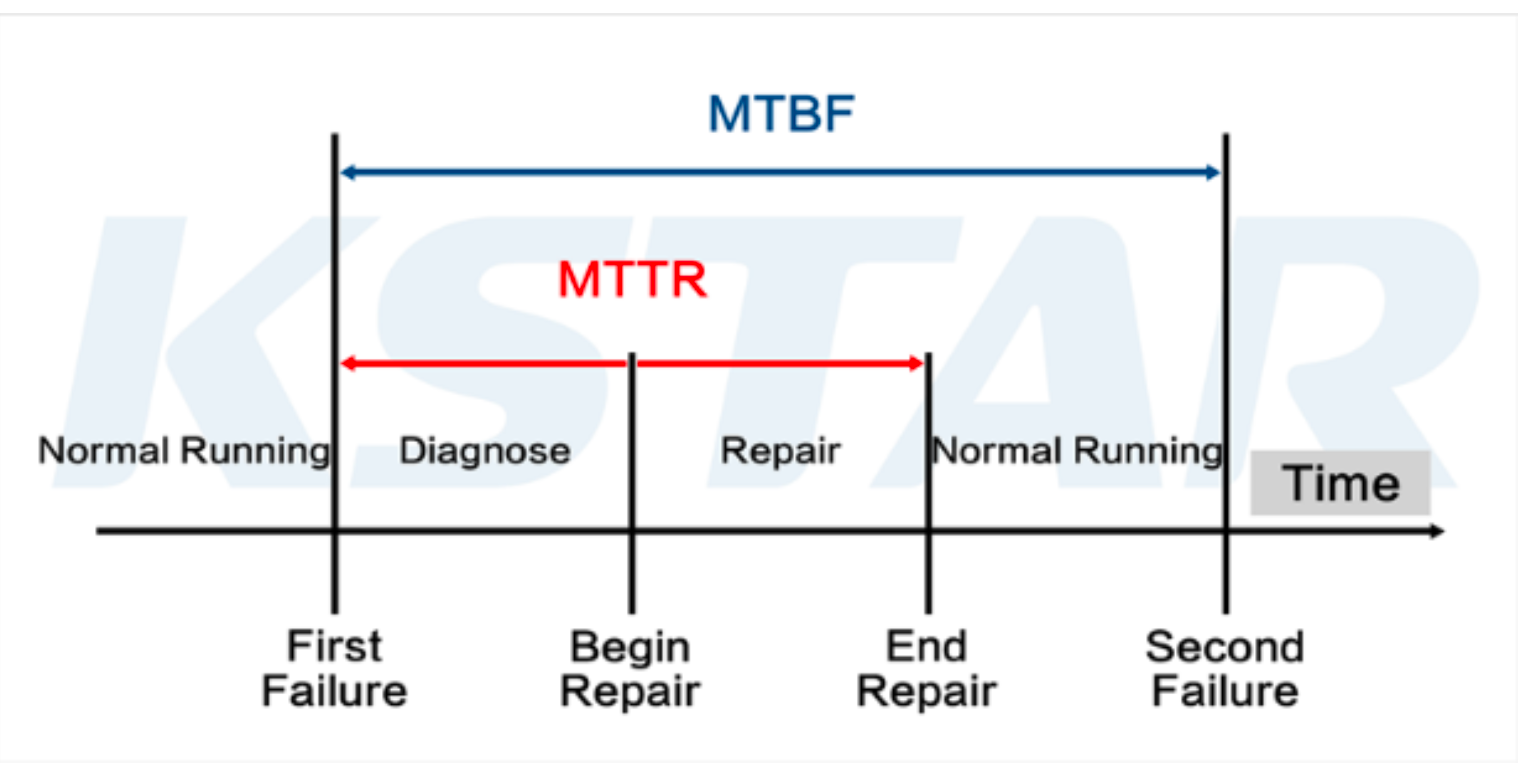 MTBF
KSTAR
MTTR
Normal Running
Diagnose
Repair
Normal Running
Time
First
Failure
Begin
Repair
End
Repair
Second
Failure